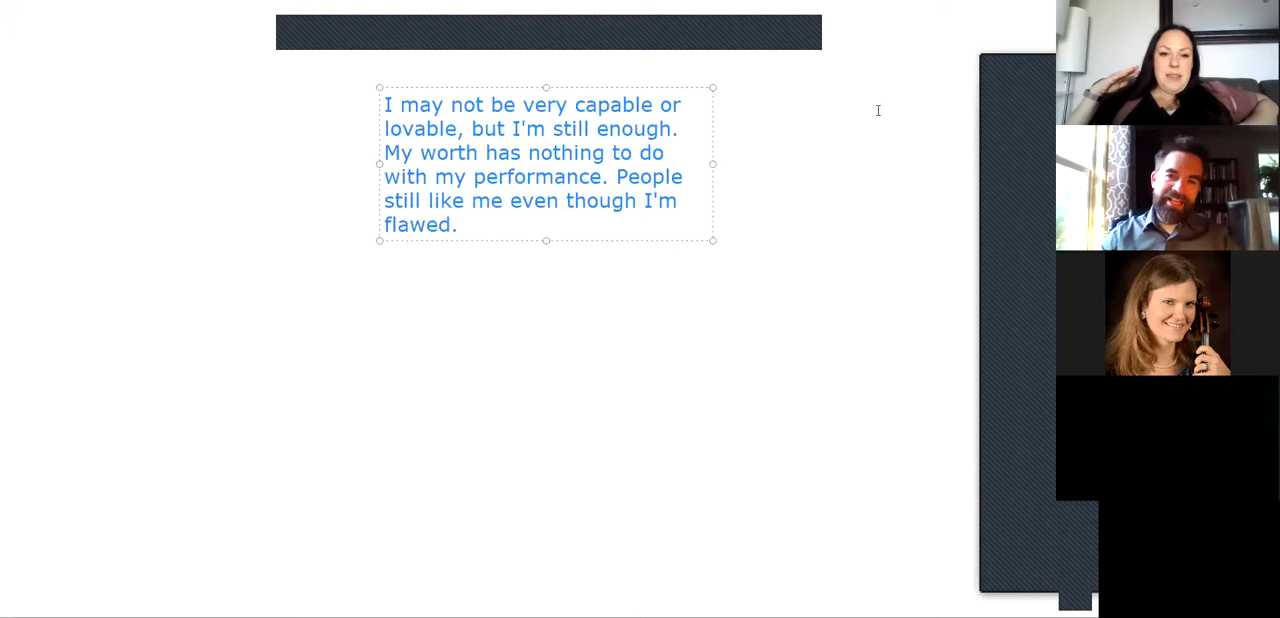 I may not be very capable or
lovable, but I'm still enough.
My worth has nothing to do
with my performance. People
still like me even though I'm
flawed.